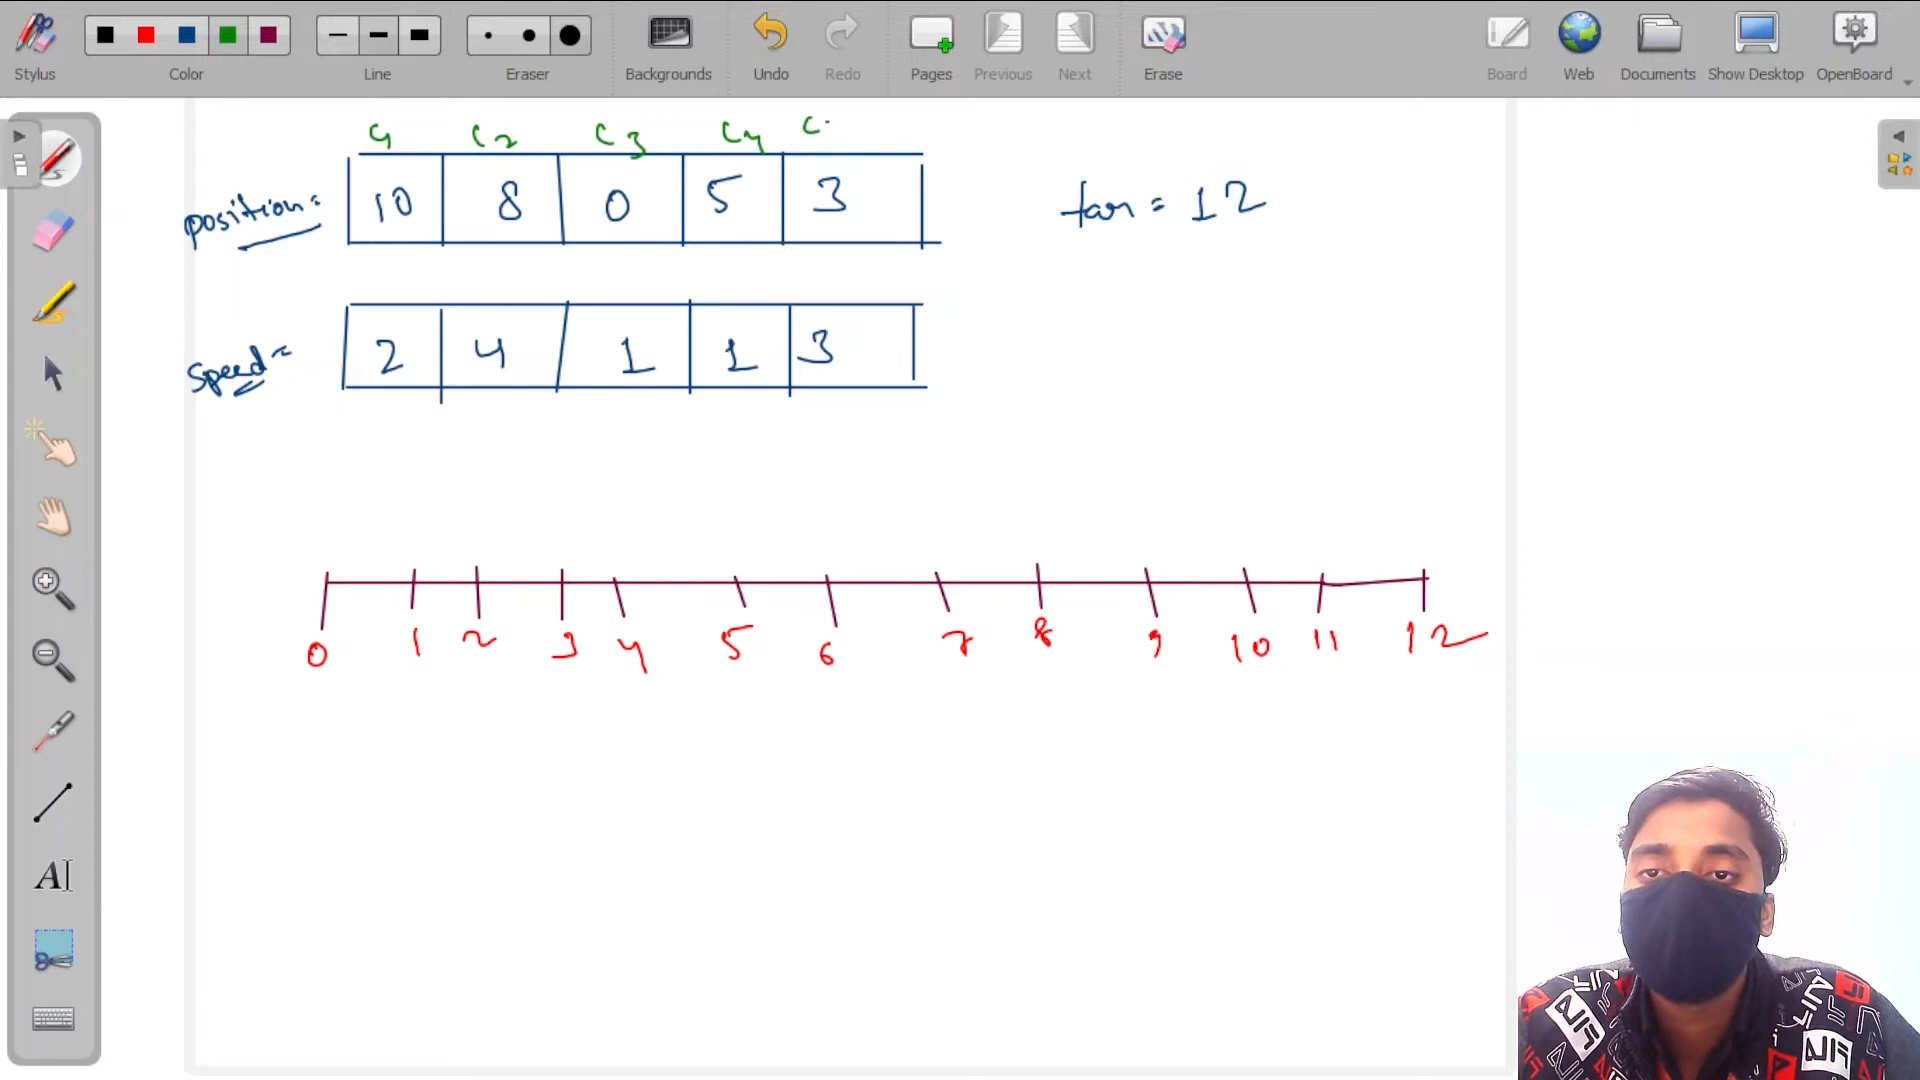 Stylus Color Line Eraser Backgrounds Undo Redo Pages Previous Next Erase Board Web Documents Show Desktop OpenBoard
C1 C2 C3 C4 C
position = 10 8 0 5 3
tar = 12
speed = 2 4 1 1 3
0 1 2 3 4 5 6 7 8 9 10 11 12